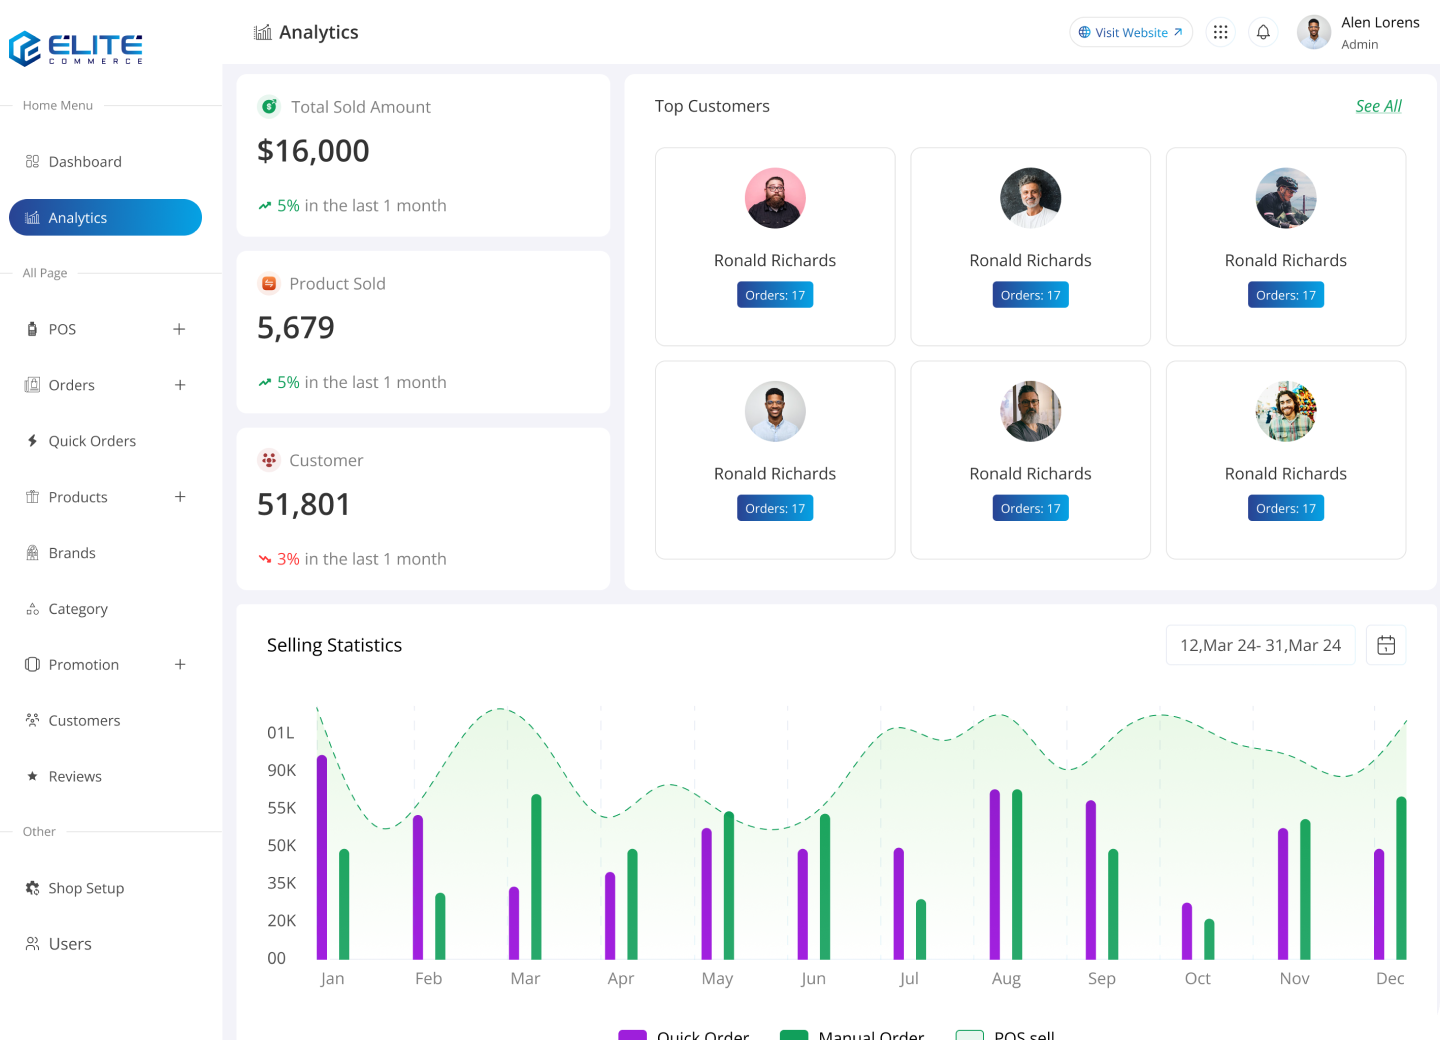 ELITE
COMMERCE
Home Menu
Dashboard
Analytics
All Page
POS
Orders
Quick Orders
Products
Brands
Category
Promotion
Customers
Reviews
Other
Shop Setup
Users
Analytics
Visit Website
Alen Lorens
Admin
Total Sold Amount
$16,000
5% in the last 1 month
Product Sold
5,679
5% in the last 1 month
Customer
51,801
3% in the last 1 month
Top Customers
See All
Ronald Richards
Orders: 17
Ronald Richards
Orders: 17
Ronald Richards
Orders: 17
Ronald Richards
Orders: 17
Ronald Richards
Orders: 17
Ronald Richards
Orders: 17
Selling Statistics
12,Mar 24- 31,Mar 24
01L
90K
55K
50K
35K
20K
00
Jan Feb Mar Apr May Jun Jul Aug Sep Oct Nov Dec
Quick Order Manual Order POS sell